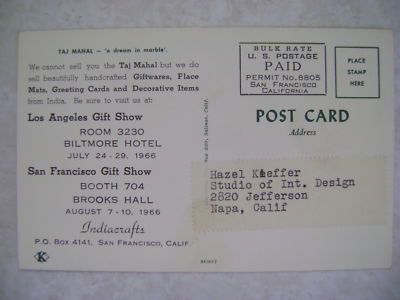 TAJ MAHAL – 'a dream in marble'.
We cannot sell you the Taj Mahal but we do
sell beautifully handcrafted Giftwares, Place
Mats, Greeting Cards and Decorative Items
from India. Be sure to visit us at:
Los Angeles Gift Show
ROOM 3230
BILTMORE HOTEL
JULY 24-29, 1966
San Francisco Gift Show
BOOTH 704
BROOKS HALL
AUGUST 7-10, 1966
Indiacrafts
P.O. BOX 4141, SAN FRANCISCO, CALIF.
K
BULK RATE
U. S. POSTAGE
PAID
PERMIT No. 8805
SAN FRANCISCO
CALIFORNIA
PLACE
STAMP
HERE
POST CARD
Address
Hazel Kieffer
Studio of Int. Design
2820 Jefferson
Napa, Calif